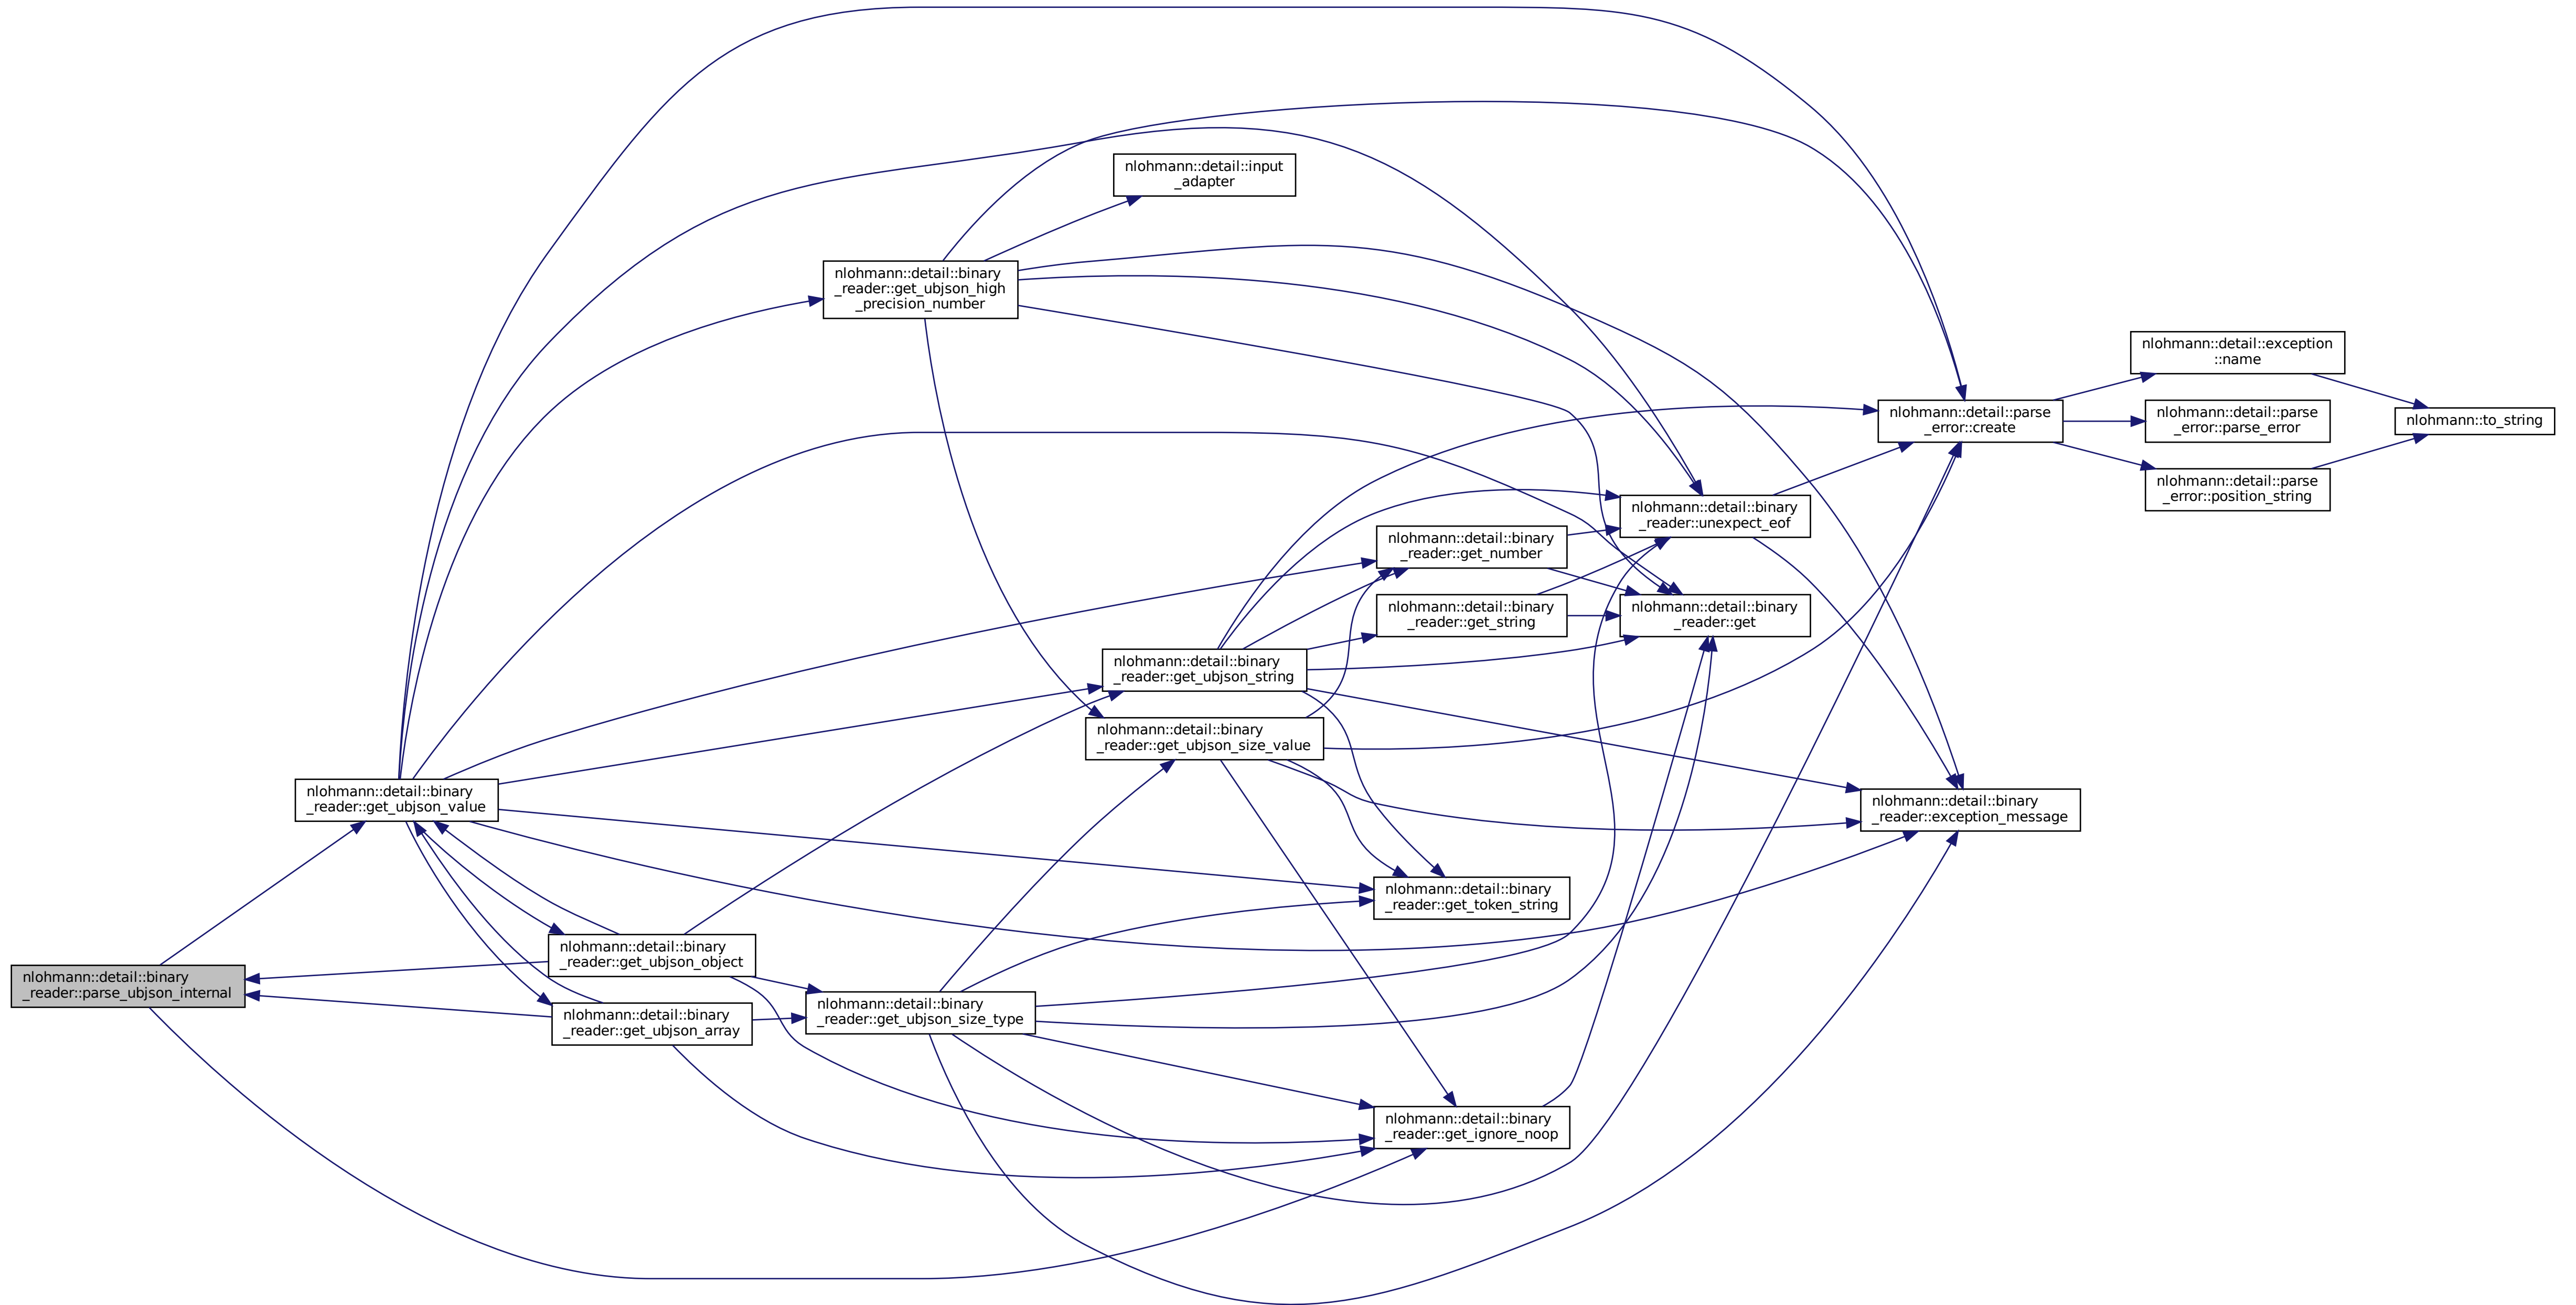 nlohmann::detail::input
_adapter
nlohmann::detail::binary
_reader::get_ubjson_high
_precision_number
nlohmann::detail::exception
::name
nlohmann::detail::parse
_error::create
nlohmann::detail::parse
_error::parse_error
nlohmann::to_string
nlohmann::detail::parse
_error::position_string
nlohmann::detail::binary
_reader::unexpect_eof
nlohmann::detail::binary
_reader::get_number
nlohmann::detail::binary
_reader::get_string
nlohmann::detail::binary
_reader::get
nlohmann::detail::binary
_reader::get_ubjson_string
nlohmann::detail::binary
_reader::get_ubjson_size_value
nlohmann::detail::binary
_reader::get_ubjson_value
nlohmann::detail::binary
_reader::exception_message
nlohmann::detail::binary
_reader::get_token_string
nlohmann::detail::binary
_reader::get_ubjson_object
nlohmann::detail::binary
_reader::parse_ubjson_internal
nlohmann::detail::binary
_reader::get_ubjson_size_type
nlohmann::detail::binary
_reader::get_ubjson_array
nlohmann::detail::binary
_reader::get_ignore_noop